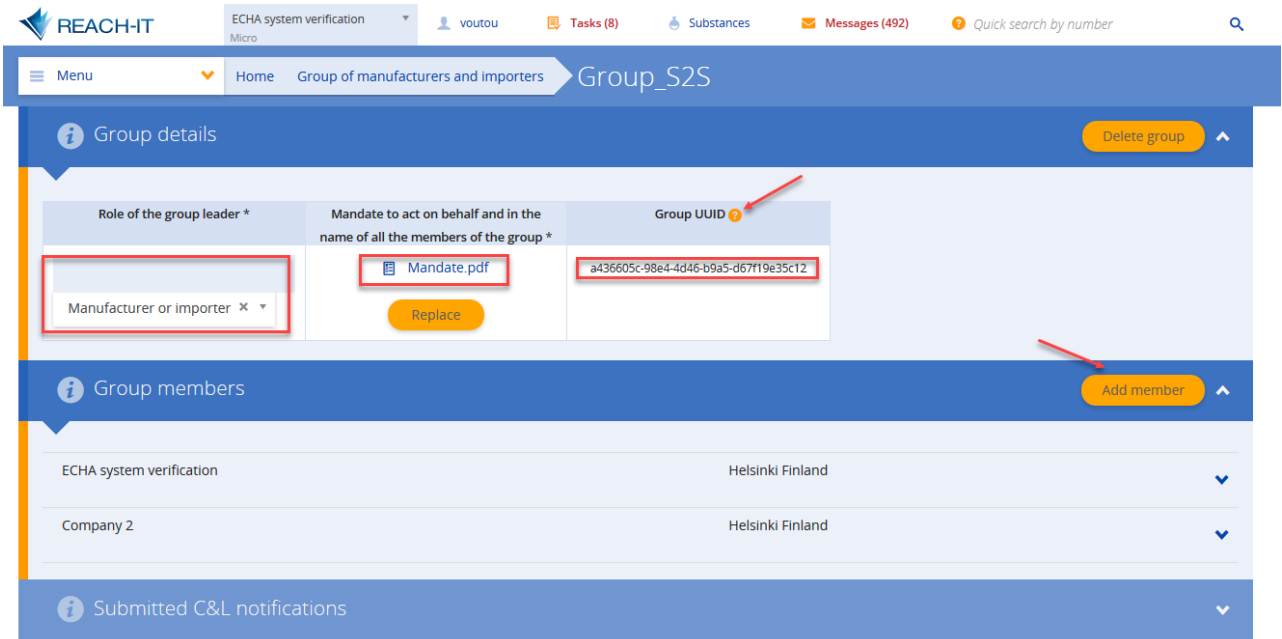 REACH-IT
ECHA system verification
Micro
voutou
Tasks (8)
Substances
Messages (492)
? Quick search by number
Menu
Home
Group of manufacturers and importers
Group_S2S
i Group details
Delete group
Role of the group leader *
Mandate to act on behalf and in the
name of all the members of the group *
Group UUID ?
Mandate.pdf
a436605c-98e4-4d46-b9a5-d67f19e35c12
Manufacturer or importer
Replace
i Group members
Add member
ECHA system verification
Helsinki Finland
Company 2
Helsinki Finland
i Submitted C&L notifications